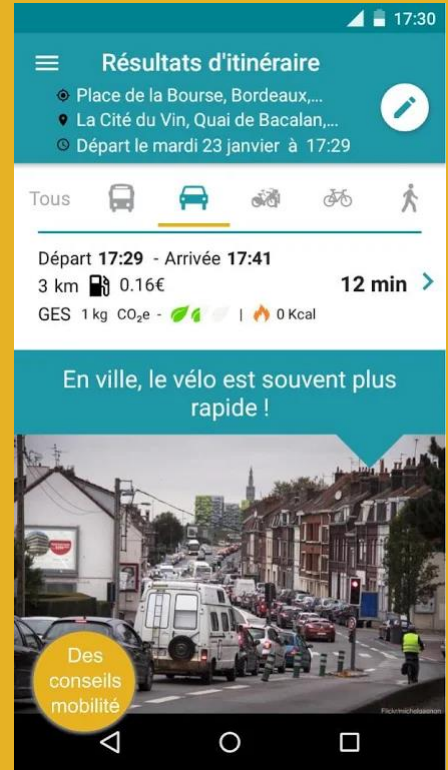 17:30
Résultats d'itinéraire
Place de la Bourse, Bordeaux,...
La Cité du Vin, Quai de Bacalan,...
Départ le mardi 23 janvier à 17:29
Tous
Départ 17:29 - Arrivée 17:41
3 km 0.16€
12 min >
GES 1 kg CO₂e - | 0 Kcal
En ville, le vélo est souvent plus
rapide !
Des
conseils
mobilité